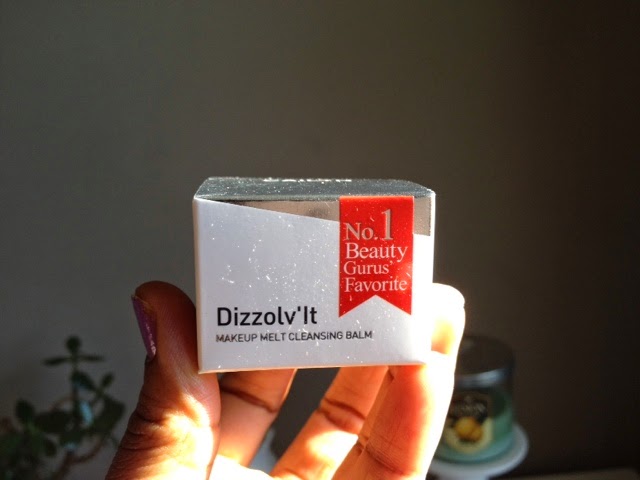 No.1
Beauty
Gurus'
Favorite
Dizzolv'It
MAKEUP MELT CLEANSING BALM